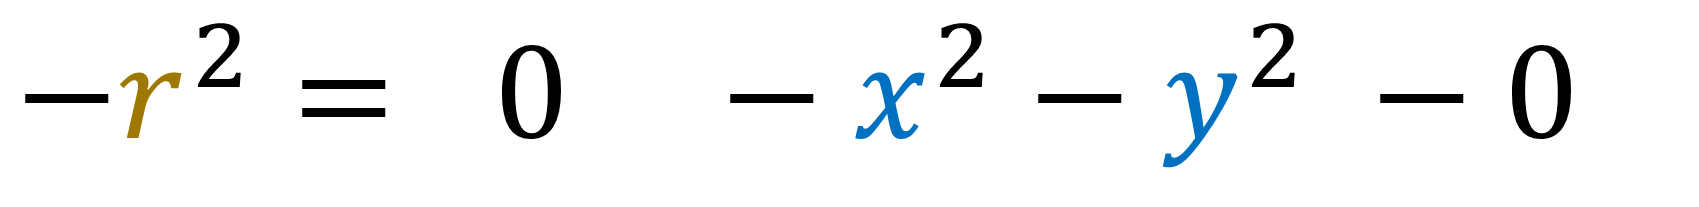 −r² = 0 − x² − y² − 0